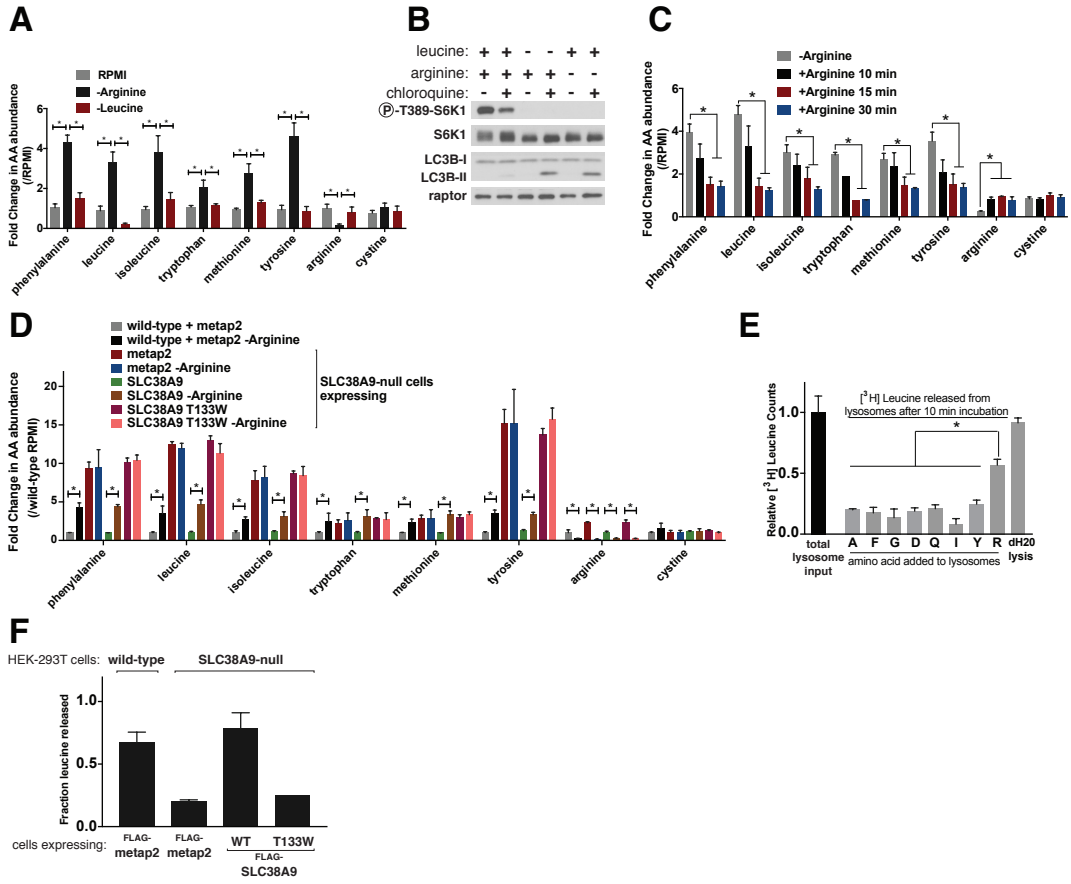 A
RPMI
-Arginine
-Leucine
Fold Change in AA abundance
(/RPMI)
6
4
2
0
* * * * * * * * * * * * * *
phenylalanine
leucine
isoleucine
tryptophan
methionine
tyrosine
arginine
cystine
B
leucine: + + - - + +
arginine: + + + + - -
chloroquine: - + - + - +
P-T389-S6K1
S6K1
LC3B-I
LC3B-II
raptor
C
-Arginine
+Arginine 10 min
+Arginine 15 min
+Arginine 30 min
Fold Change in AA abundance
(/RPMI)
6
4
2
0
* * * * * * *
phenylalanine
leucine
isoleucine
tryptophan
methionine
tyrosine
arginine
cystine
D
wild-type + metap2
wild-type + metap2 -Arginine
metap2
metap2 -Arginine
SLC38A9
SLC38A9 -Arginine
SLC38A9 T133W
SLC38A9 T133W -Arginine
SLC38A9-null cells
expressing
Fold Change in AA abundance
(/wild-type RPMI)
20
15
10
5
0
* * * * * * * * * * * * * * * *
phenylalanine
leucine
isoleucine
tryptophan
methionine
tyrosine
arginine
cystine
E
[3H] Leucine released from
lysosomes after 10 min incubation
*
Relative [3H] Leucine Counts
1.0
0.5
0.0
total
lysosome
input
A F G D Q I Y R
amino acid added to lysosomes
dH20
lysis
F
HEK-293T cells: wild-type SLC38A9-null
Fraction leucine released
1.0
0.5
0.0
cells expressing:
FLAG-
metap2
FLAG-
metap2
WT T133W
FLAG-
SLC38A9